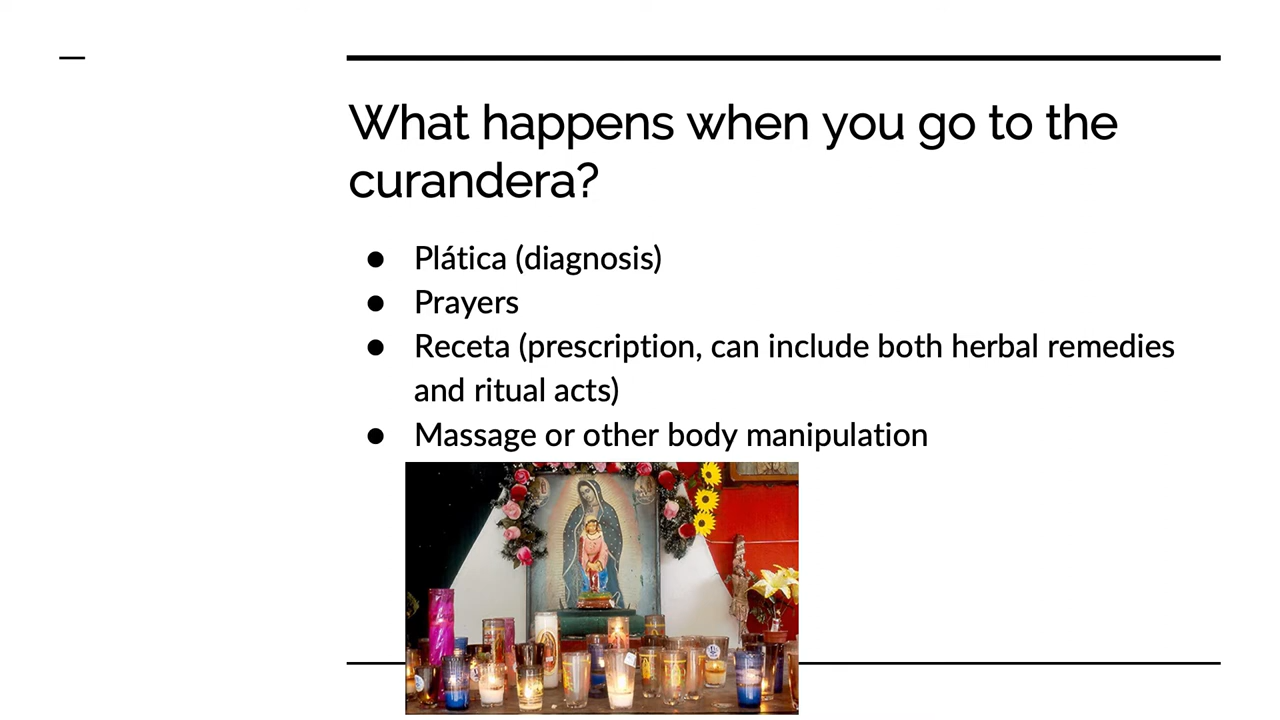 What happens when you go to the
curandera?
● Plática (diagnosis)
● Prayers
● Receta (prescription, can include both herbal remedies
and ritual acts)
● Massage or other body manipulation